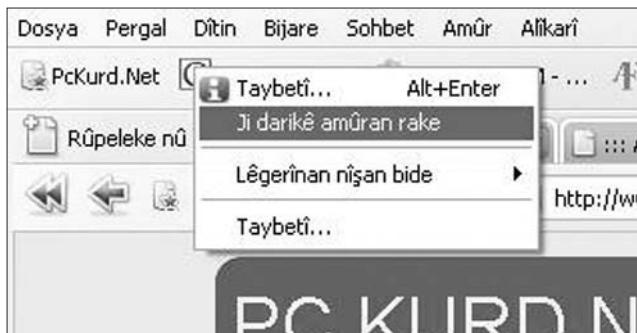 Dosya Pergal Dîtin Bijare Sohbet Amûr Alîkarî
PcKurd.Net
Taybetî... Alt+Enter
Ji darikê amûran rake
Rûpeleke nû
Lêgerînan nîşan bide
http://w
Taybetî...
PC KURD.N